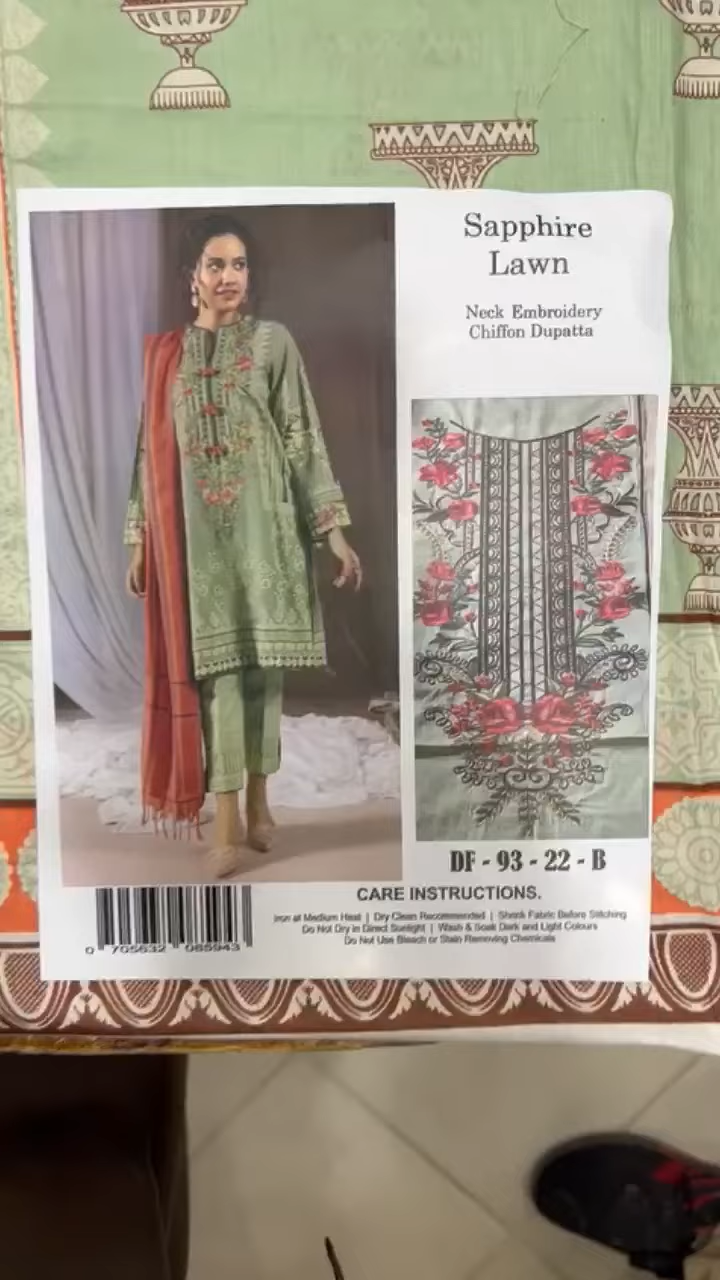 Sapphire
Lawn
Neck Embroidery
Chiffon Dupatta
DF - 93 - 22 - B
CARE INSTRUCTIONS.
Iron at Medium Heat | Dry Clean Recommended | Shrink Fabric Before Stitching
Do Not Dry in Direct Sunlight | Wash & Soak Dark and Light Colours
Do Not Use Bleach or Stain Removing Chemicals
0 705632 085943